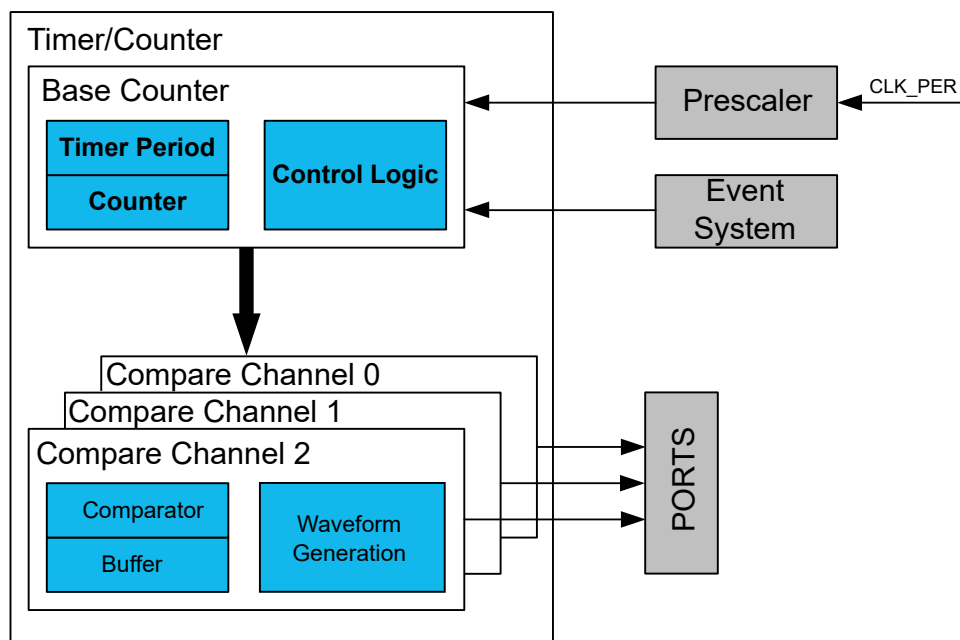 Timer/Counter
Base Counter
Timer Period
Counter
Control Logic
Prescaler
CLK_PER
Event
System
Compare Channel 0
Compare Channel 1
Compare Channel 2
Comparator
Buffer
Waveform
Generation
PORTS